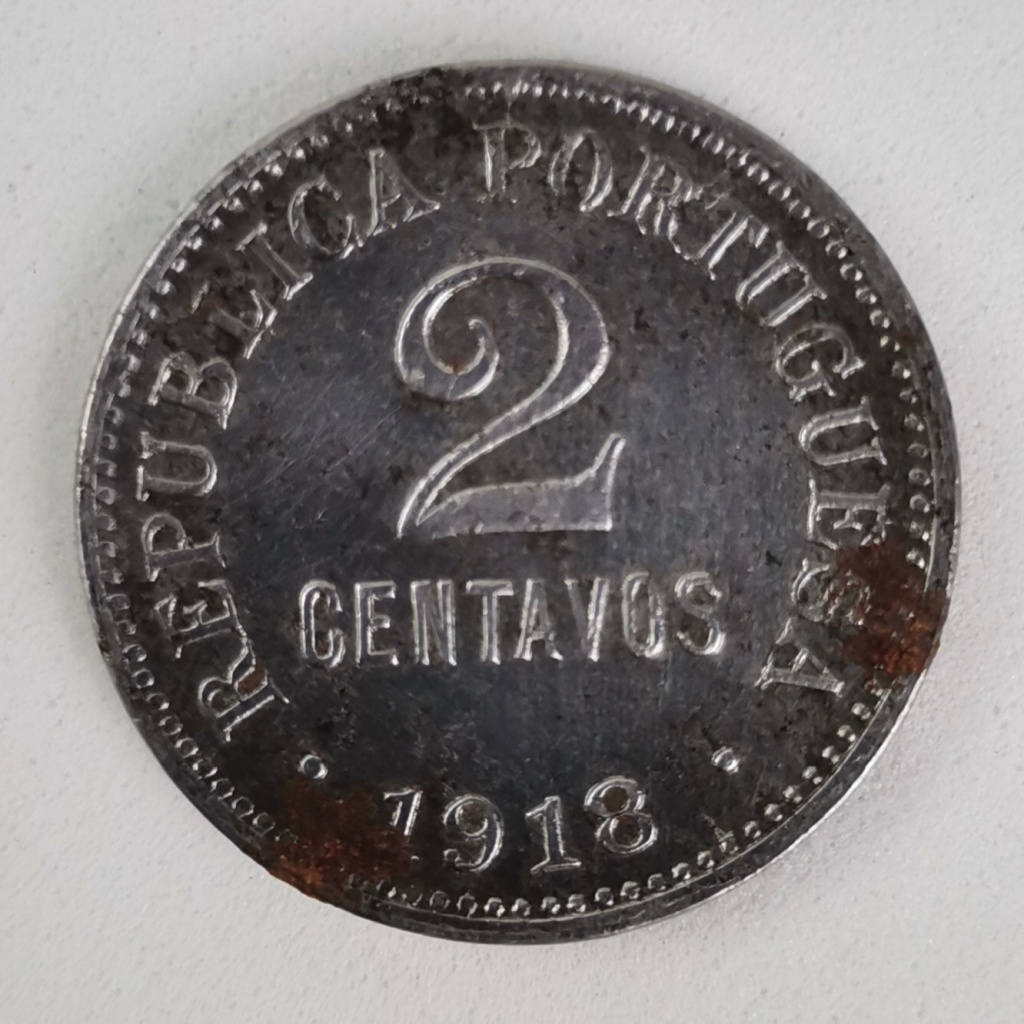 REPUBLICA PORTUGUESA
2
CENTAVOS
1918